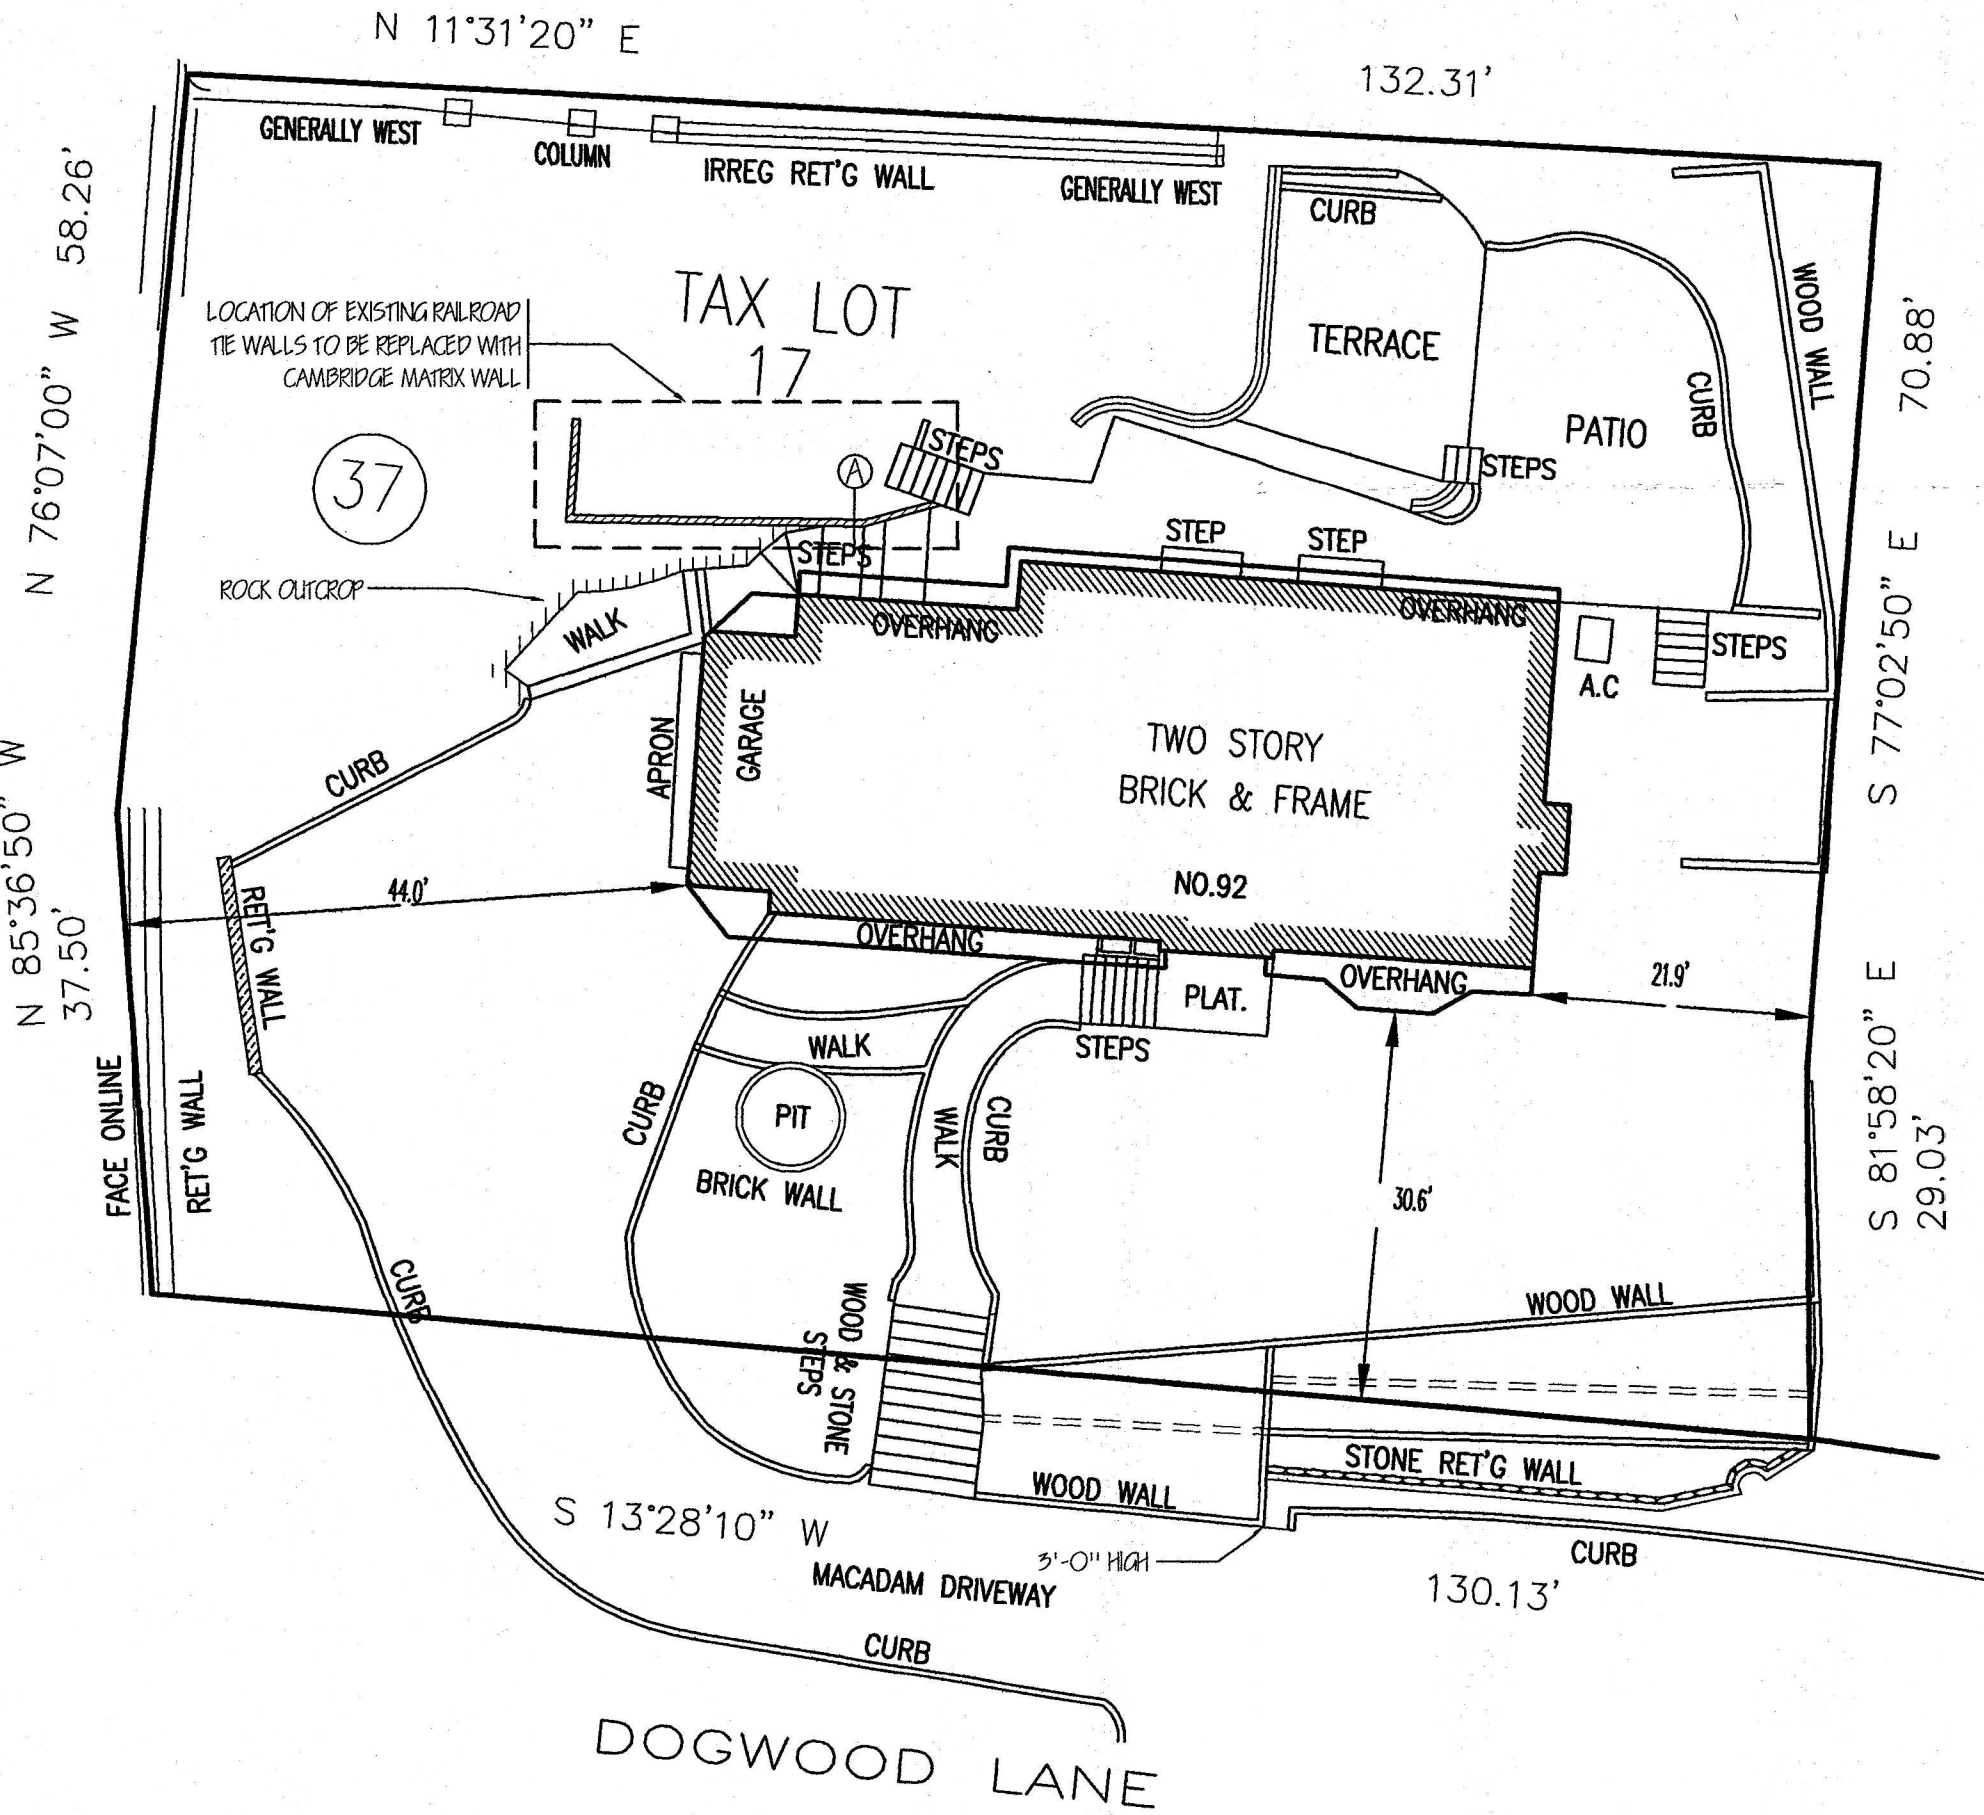 N 11°31'20" E
132.31'
GENERALLY WEST
COLUMN
IRREG RET'G WALL
GENERALLY WEST
CURB
N 76°07'00" W 58.26'
WOOD WALL
70.88'
S 77°02'50" E
LOCATION OF EXISTING RAILROAD
TIE WALLS TO BE REPLACED WITH
CAMBRIDGE MATRIX WALL
TAX LOT
17
TERRACE
CURB
PATIO
STEPS
STEPS
37
A
STEP
STEP
STEPS
ROCK OUTCROP
WALK
OVERHANG
OVERHANG
STEPS
A.C
GARAGE
APRON
TWO STORY
BRICK & FRAME
NO.92
CURB
N 85°36'50" W
37.50'
44.0'
RET'G WALL
OVERHANG
OVERHANG
21.9'
PLAT.
STEPS
WALK
S 81°58'20" E
29.03'
FACE ONLINE
RET'G WALL
CURB
PIT
WALK
CURB
BRICK WALL
30.6'
CURB
WOOD & STONE
STEPS
WOOD WALL
STONE RET'G WALL
WOOD WALL
S 13°28'10" W
3'-0" HIGH
CURB
MACADAM DRIVEWAY
130.13'
CURB
DOGWOOD LANE